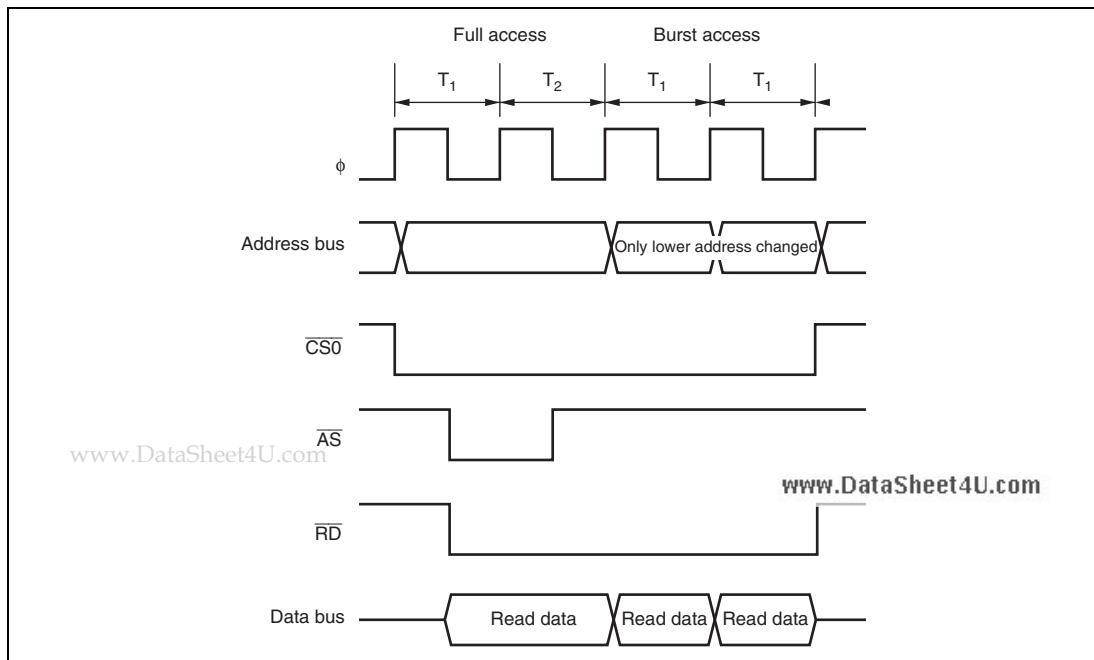 Full access Burst access
T1 T2 T1 T1
φ
Address bus Only lower address changed
CS0
AS
www.DataSheet4U.com
www.DataSheet4U.com
RD
Data bus Read data Read data Read data